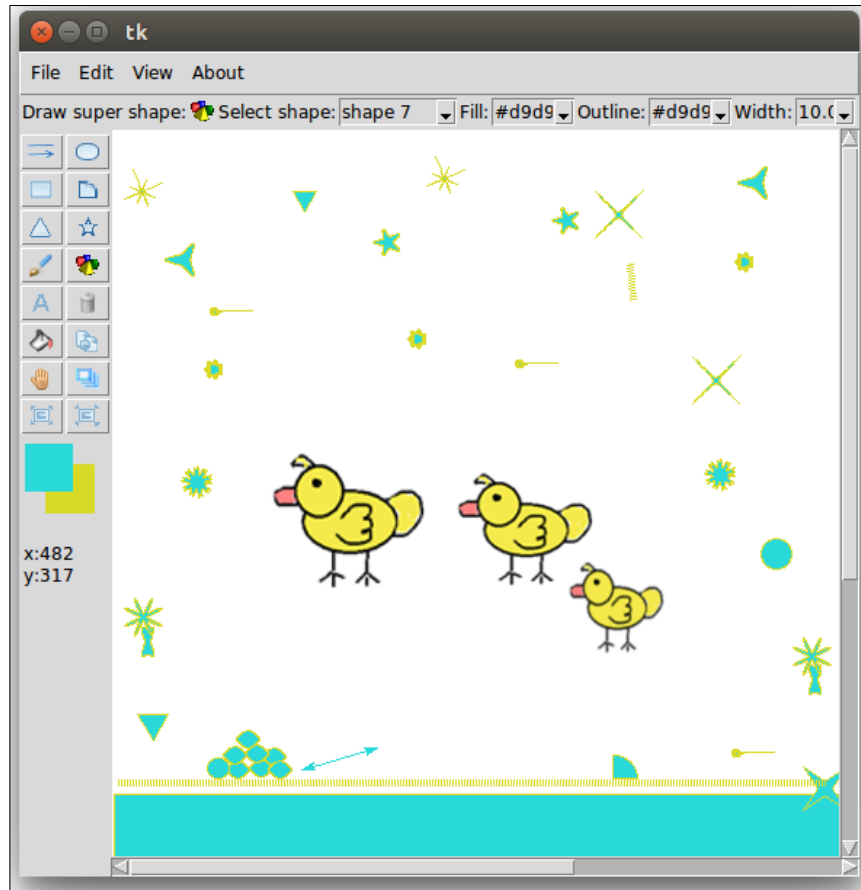 tk
File Edit View About
Draw super shape: Select shape: shape 7 Fill: #d9d9 Outline: #d9d9 Width: 10.0
A
x:482
y:317